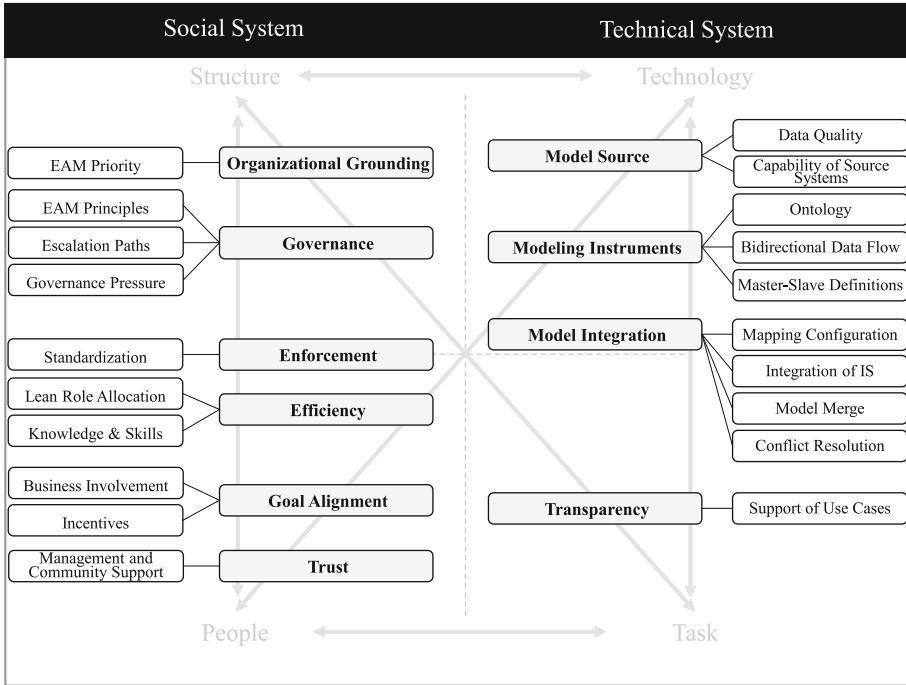 Social System
Technical System
Structure
Technology
EAM Priority
Organizational Grounding
EAM Principles
Escalation Paths
Governance Pressure
Governance
Standardization
Enforcement
Lean Role Allocation
Knowledge & Skills
Efficiency
Business Involvement
Incentives
Goal Alignment
Management and
Community Support
Trust
Model Source
Data Quality
Capability of Source
Systems
Modeling Instruments
Ontology
Bidirectional Data Flow
Master-Slave Definitions
Model Integration
Mapping Configuration
Integration of IS
Model Merge
Conflict Resolution
Transparency
Support of Use Cases
People
Task